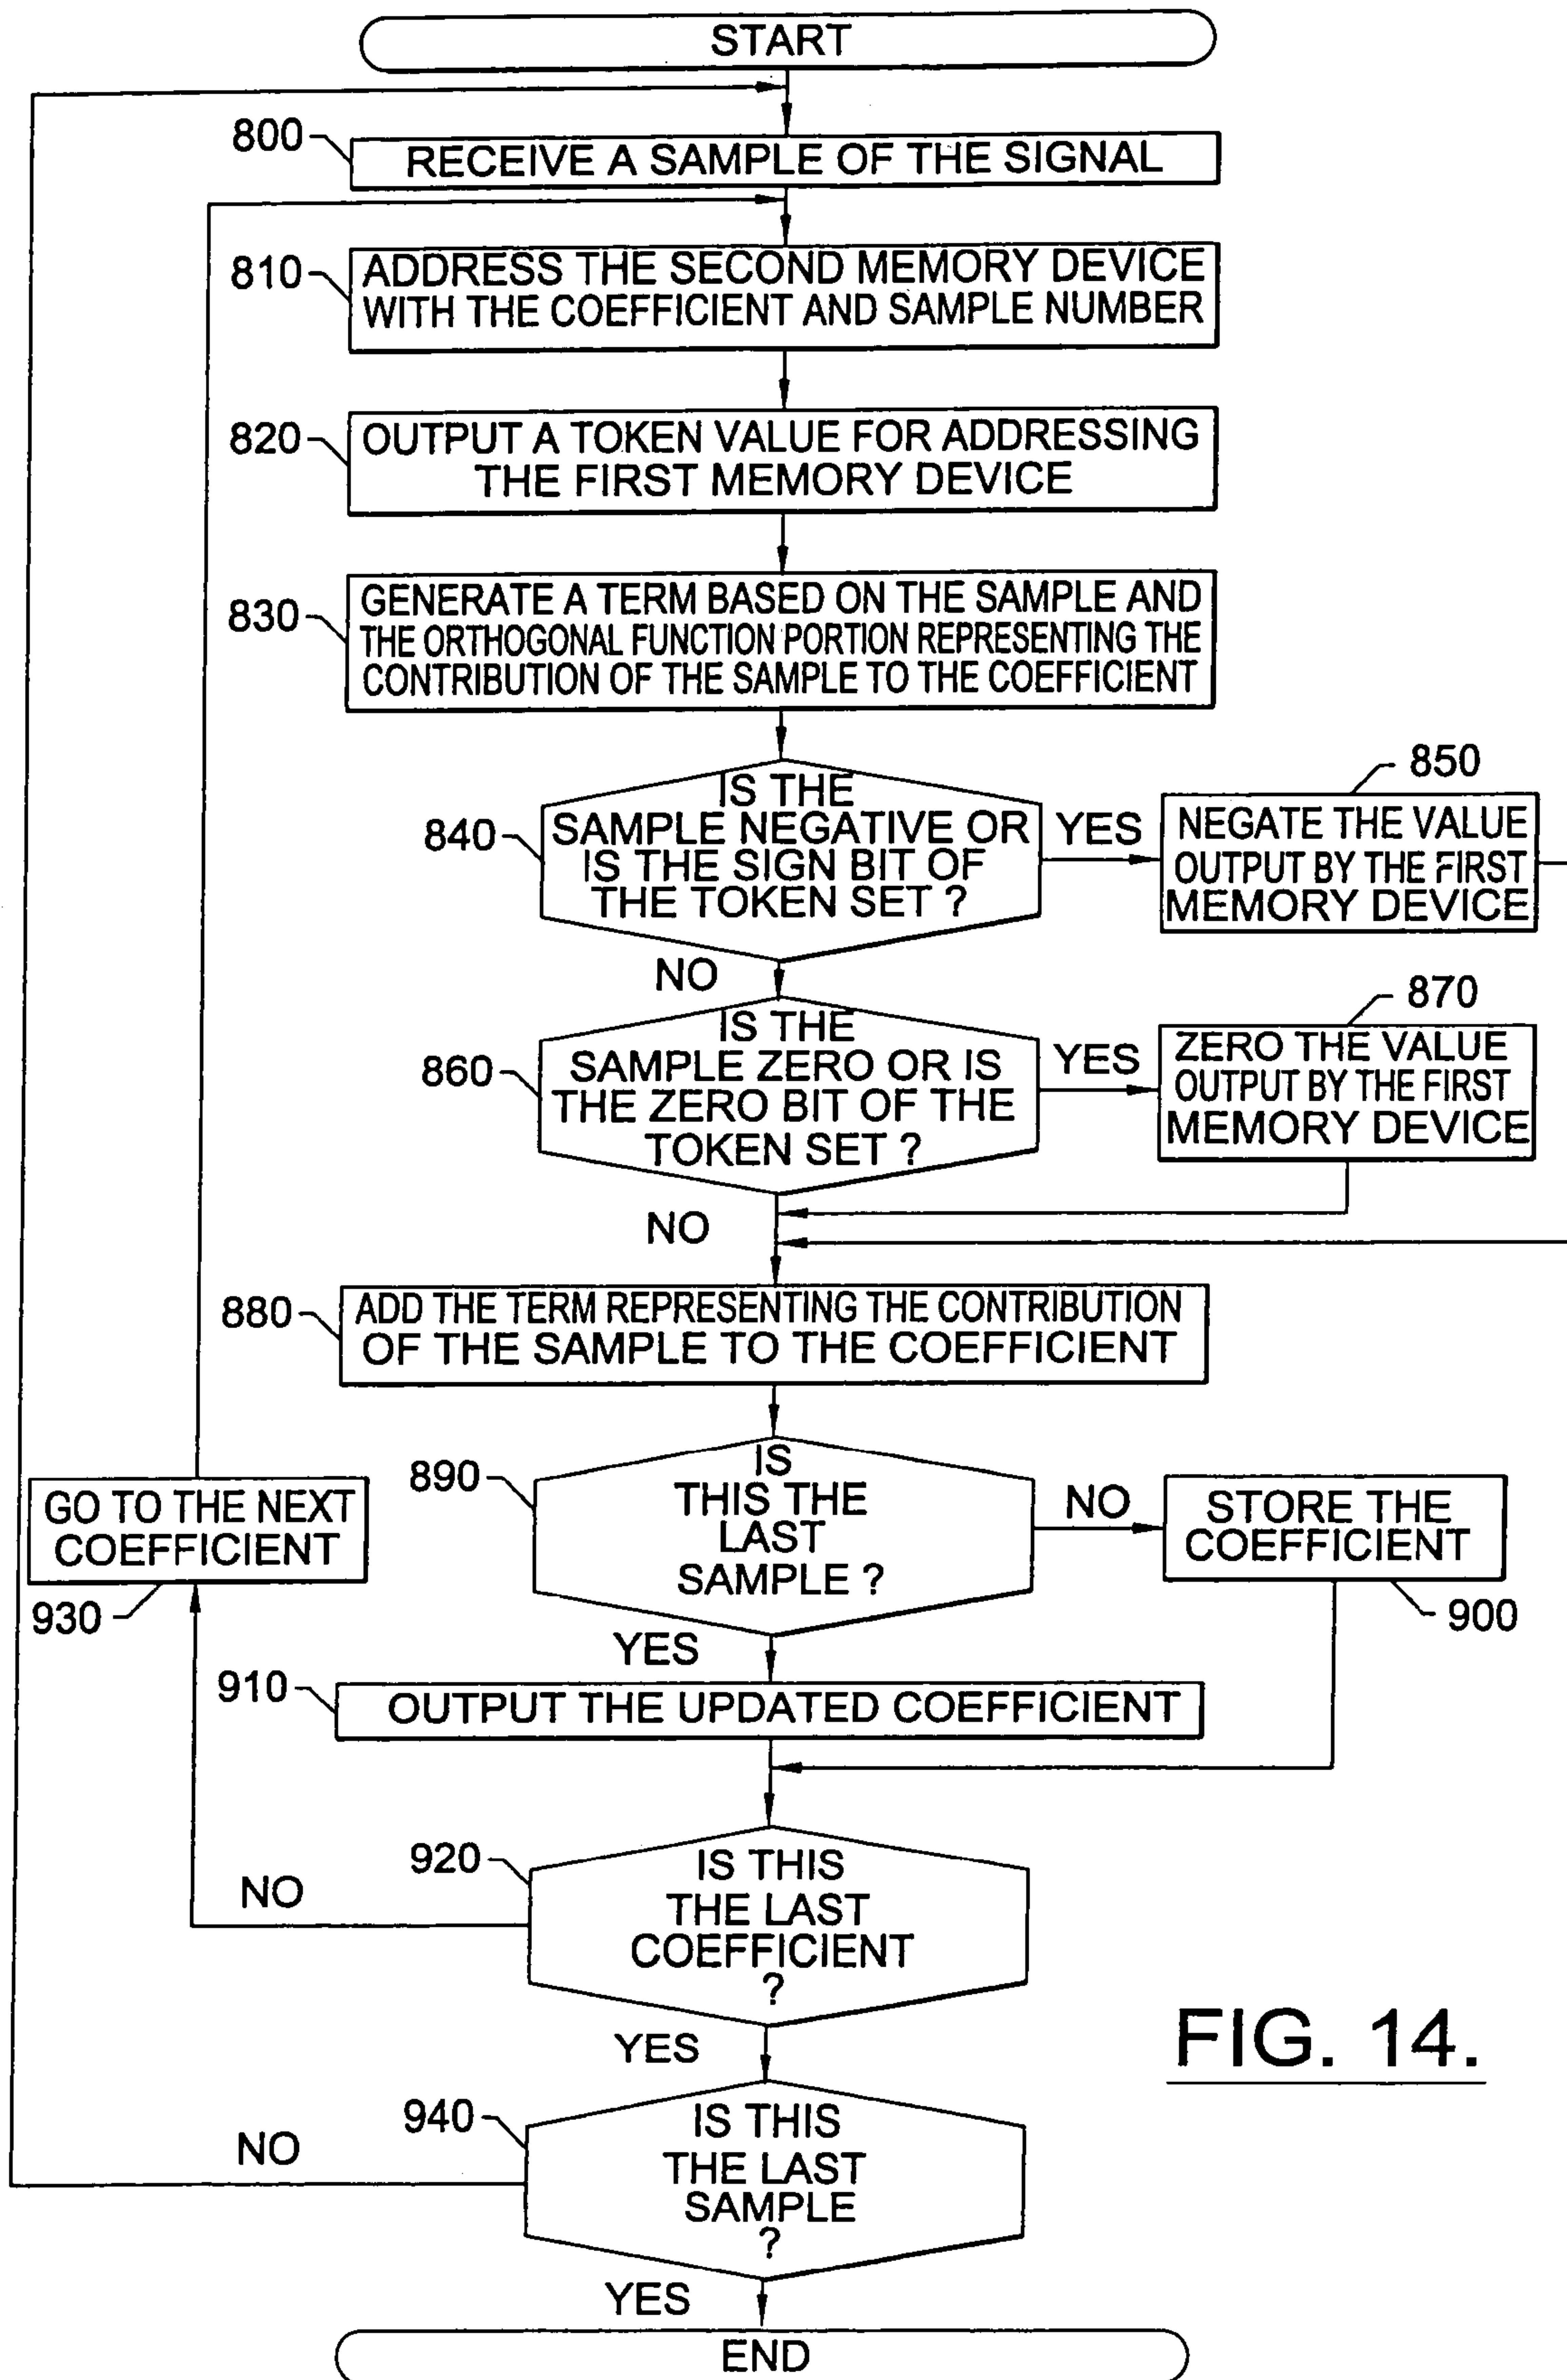 START
800
RECEIVE A SAMPLE OF THE SIGNAL
810
ADDRESS THE SECOND MEMORY DEVICE
WITH THE COEFFICIENT AND SAMPLE NUMBER
820
OUTPUT A TOKEN VALUE FOR ADDRESSING
THE FIRST MEMORY DEVICE
830
GENERATE A TERM BASED ON THE SAMPLE AND
THE ORTHOGONAL FUNCTION PORTION REPRESENTING THE
CONTRIBUTION OF THE SAMPLE TO THE COEFFICIENT
840
IS THE
SAMPLE NEGATIVE OR
IS THE SIGN BIT OF
THE TOKEN SET ?
YES
850
NEGATE THE VALUE
OUTPUT BY THE FIRST
MEMORY DEVICE
NO
860
IS THE
SAMPLE ZERO OR IS
THE ZERO BIT OF THE
TOKEN SET ?
YES
870
ZERO THE VALUE
OUTPUT BY THE FIRST
MEMORY DEVICE
NO
880
ADD THE TERM REPRESENTING THE CONTRIBUTION
OF THE SAMPLE TO THE COEFFICIENT
890
IS
THIS THE
LAST
SAMPLE ?
NO
STORE THE
COEFFICIENT
900
GO TO THE NEXT
COEFFICIENT
930
YES
910
OUTPUT THE UPDATED COEFFICIENT
920
IS THIS
THE LAST
COEFFICIENT
?
NO
YES
FIG. 14.
940
IS THIS
THE LAST
SAMPLE
?
NO
YES
END